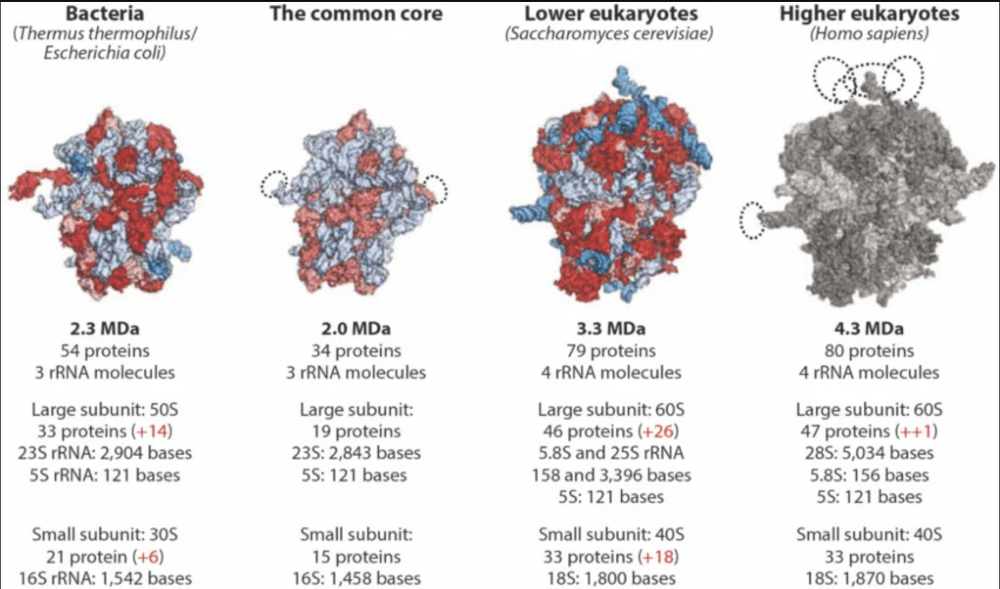 Bacteria
(Thermus thermophilus/
Escherichia coli)
2.3 MDa
54 proteins
3 rRNA molecules
Large subunit: 50S
33 proteins (+14)
23S rRNA: 2,904 bases
5S rRNA: 121 bases
Small subunit: 30S
21 protein (+6)
16S rRNA: 1,542 bases
The common core
2.0 MDa
34 proteins
3 rRNA molecules
Large subunit:
19 proteins
23S: 2,843 bases
5S: 121 bases
Small subunit:
15 proteins
16S: 1,458 bases
Lower eukaryotes
(Saccharomyces cerevisiae)
3.3 MDa
79 proteins
4 rRNA molecules
Large subunit: 60S
46 proteins (+26)
5.8S and 25S rRNA
158 and 3,396 bases
5S: 121 bases
Small subunit: 40S
33 proteins (+18)
18S: 1,800 bases
Higher eukaryotes
(Homo sapiens)
4.3 MDa
80 proteins
4 rRNA molecules
Large subunit: 60S
47 proteins (++1)
28S: 5,034 bases
5.8S: 156 bases
5S: 121 bases
Small subunit: 40S
33 proteins
18S: 1,870 bases